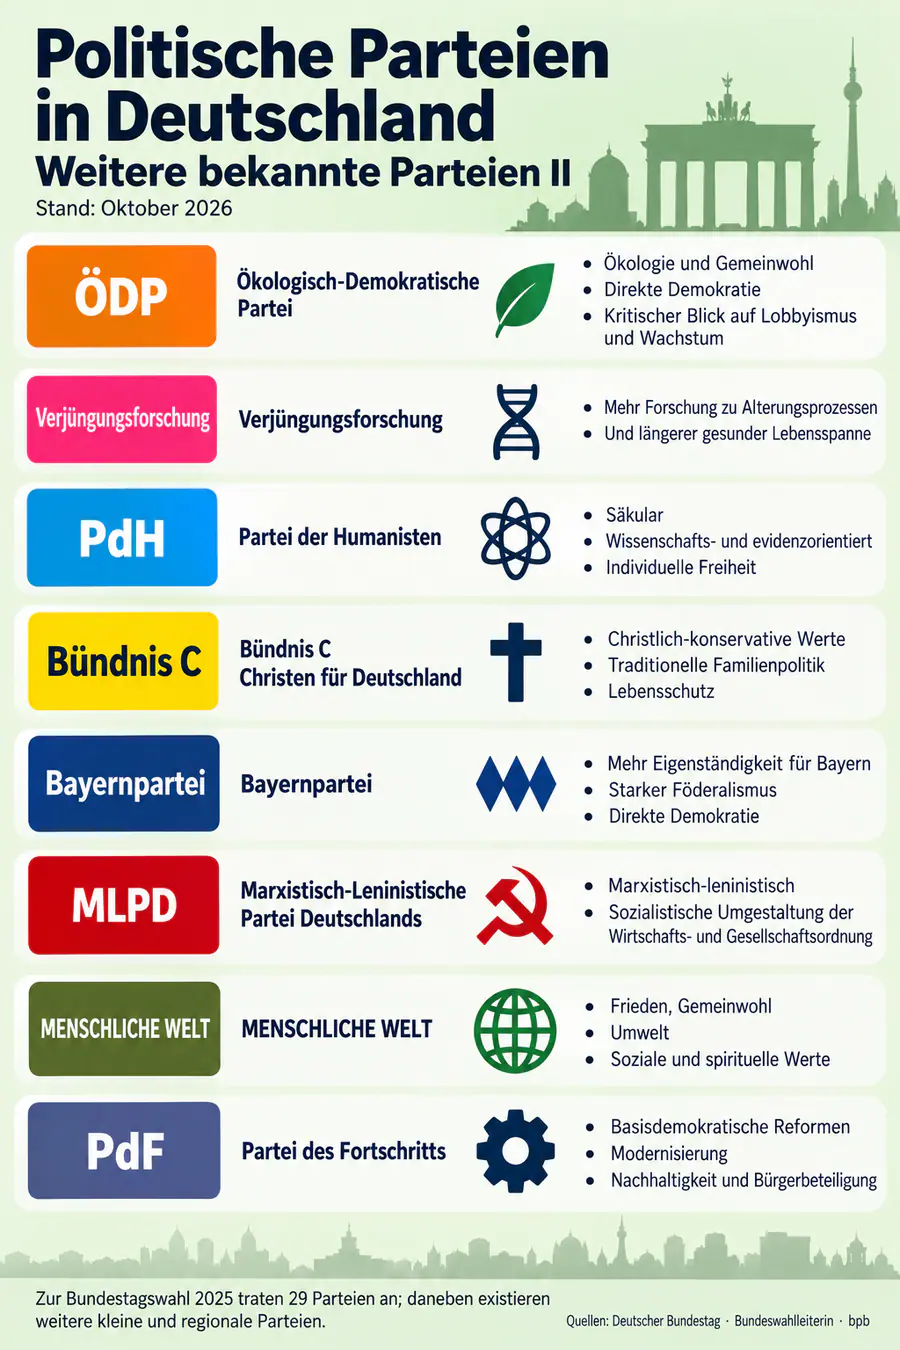 Politische Parteien
in Deutschland
Weitere bekannte Parteien II
Stand: Oktober 2026
ÖDP
Ökologisch-Demokratische
Partei
• Ökologie und Gemeinwohl
• Direkte Demokratie
• Kritischer Blick auf Lobbyismus
und Wachstum
Verjüngungsforschung
Verjüngungsforschung
• Mehr Forschung zu Alterungsprozessen
• Und längerer gesunder Lebensspanne
PdH
Partei der Humanisten
• Säkular
• Wissenschafts- und evidenzorientiert
• Individuelle Freiheit
Bündnis C
Bündnis C
Christen für Deutschland
• Christlich-konservative Werte
• Traditionelle Familienpolitik
• Lebensschutz
Bayernpartei
Bayernpartei
• Mehr Eigenständigkeit für Bayern
• Starker Föderalismus
• Direkte Demokratie
MLPD
Marxistisch-Leninistische
Partei Deutschlands
• Marxistisch-leninistisch
• Sozialistische Umgestaltung der
Wirtschafts- und Gesellschaftsordnung
MENSCHLICHE WELT
MENSCHLICHE WELT
• Frieden, Gemeinwohl
• Umwelt
• Soziale und spirituelle Werte
PdF
Partei des Fortschritts
• Basisdemokratische Reformen
• Modernisierung
• Nachhaltigkeit und Bürgerbeteiligung
Zur Bundestagswahl 2025 traten 29 Parteien an; daneben existieren
weitere kleine und regionale Parteien.
Quellen: Deutscher Bundestag · Bundeswahlleiterin · bpb